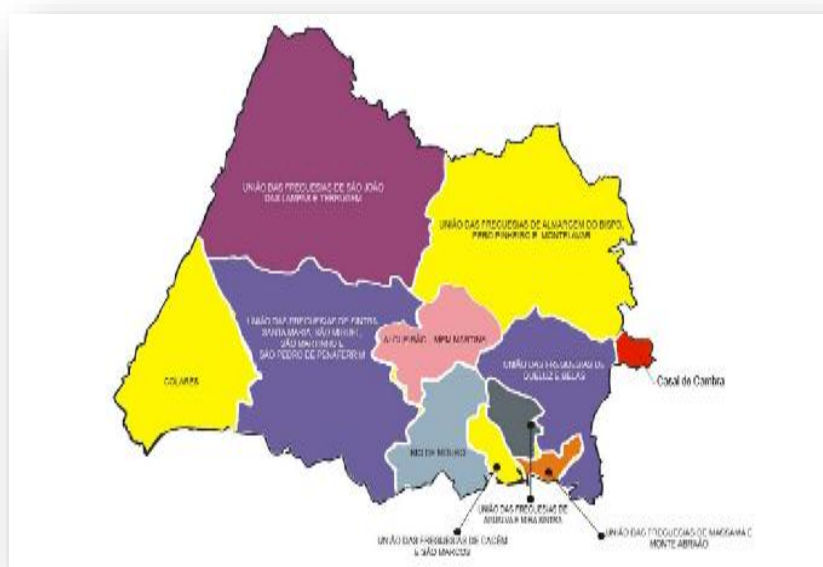 UNIÃO DAS FREGUESIAS DE SÃO JOÃO
DAS LAMPAS E TERRUGEM
UNIÃO DAS FREGUESIAS DE ALMARGEM DO BISPO,
PERO PINHEIRO E MONTELAVAR
UNIÃO DAS FREGUESIAS DE SINTRA
SANTA MARIA, SÃO MIGUEL,
SÃO MARTINHO E
SÃO PEDRO DE PENAFERRIM
ALGUEIRÃO - MEM MARTINS
UNIÃO DAS FREGUESIAS DE
QUELUZ E BELAS
COLARES
Casal de Cambra
RIO DE MOURO
UNIÃO DAS FREGUESIAS DE
AGUALVA E MIRA SINTRA
UNIÃO DAS FREGUESIAS DE CACÉM
E SÃO MARCOS
UNIÃO DAS FREGUESIAS DE MASSAMÁ E
MONTE ABRAÃO